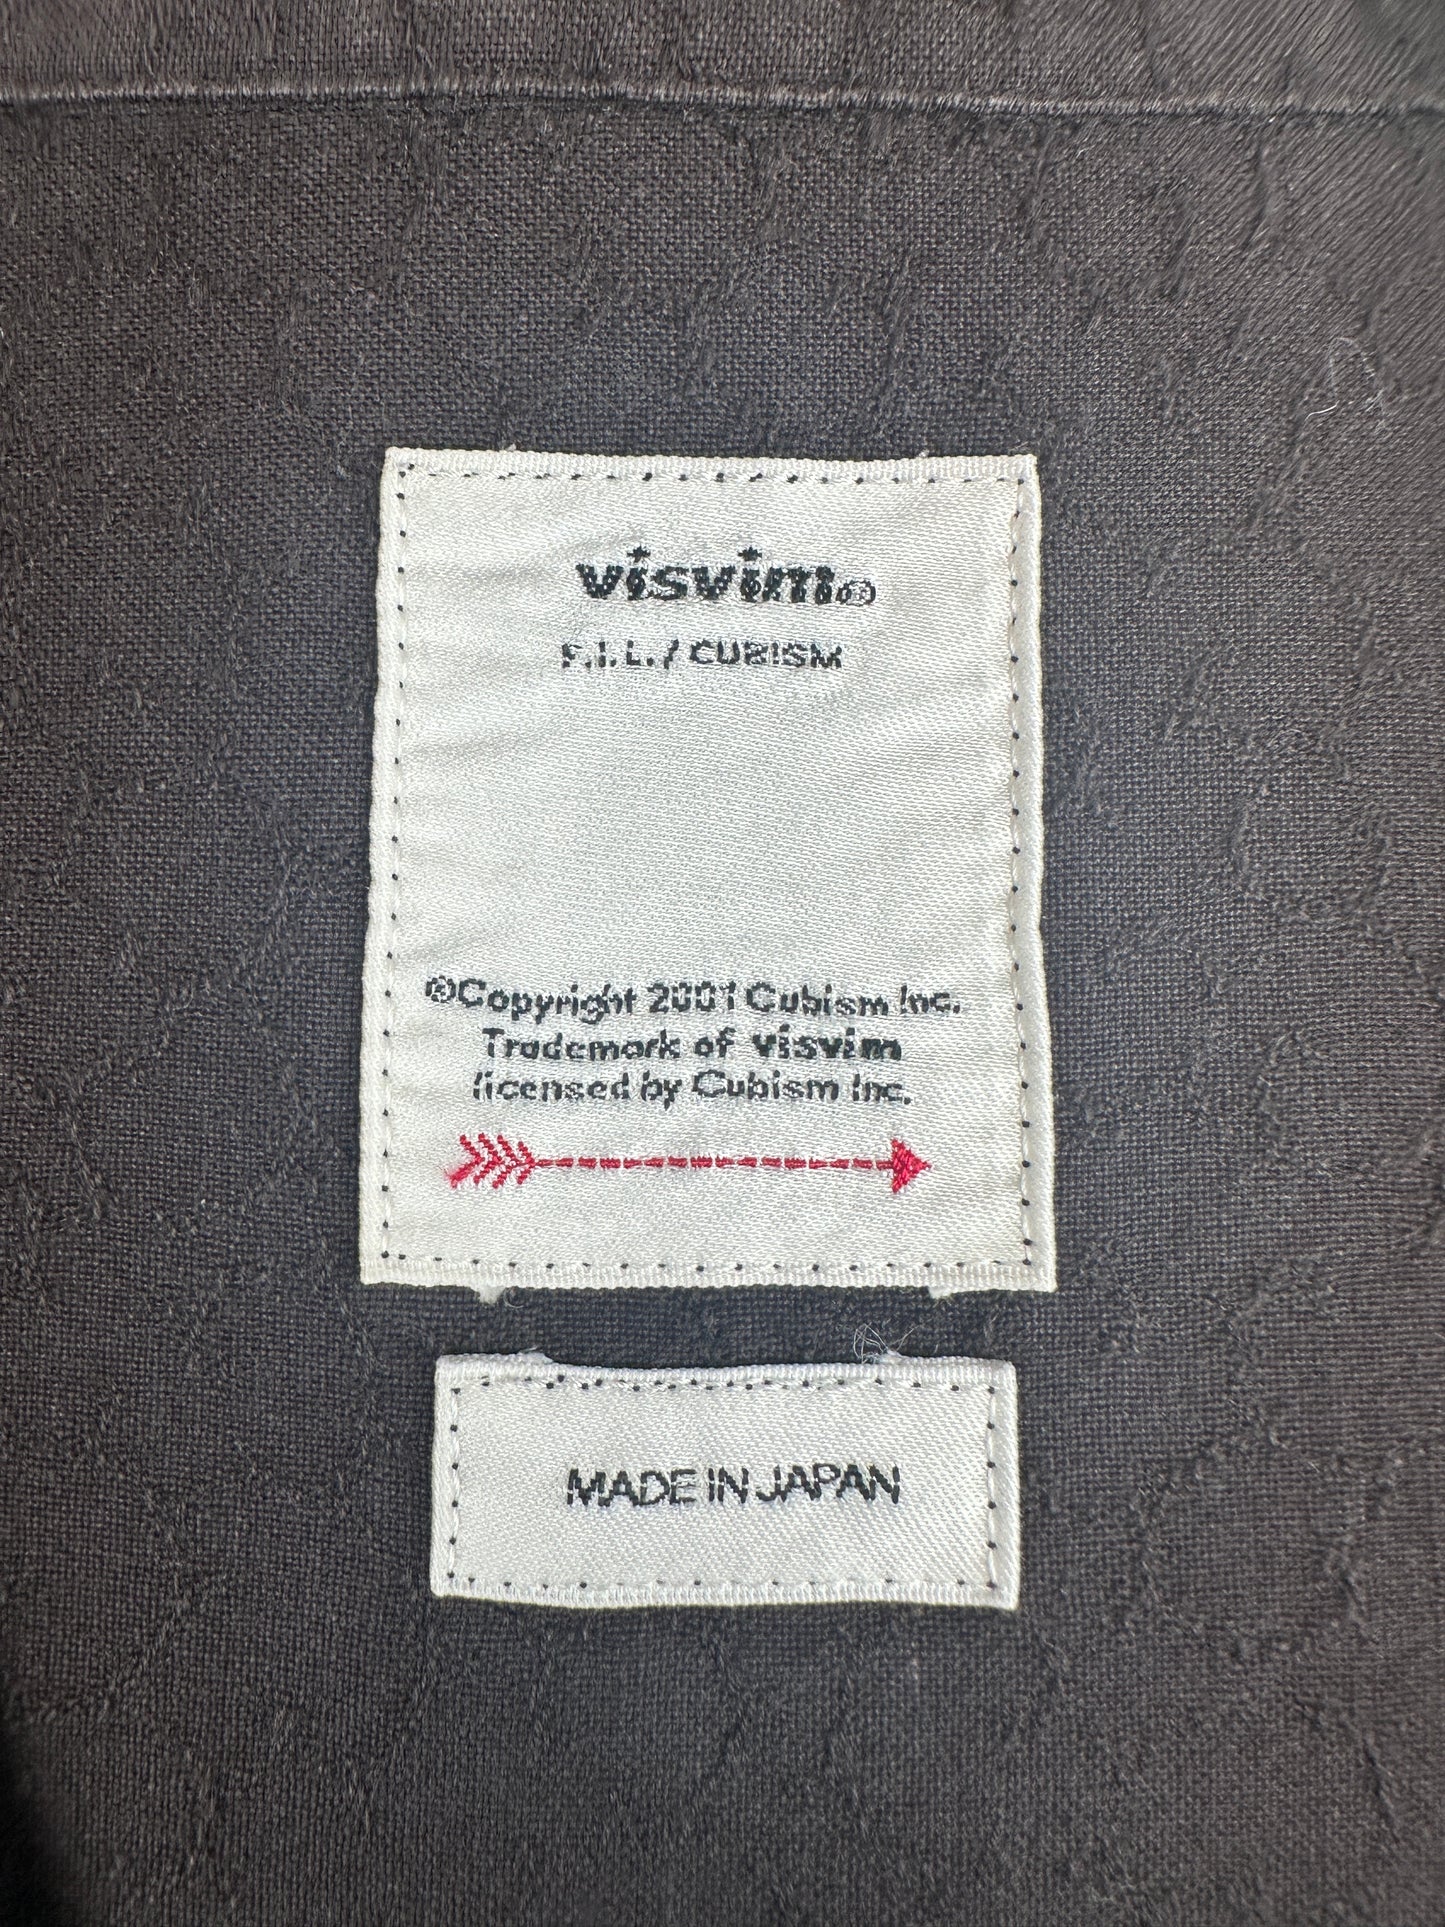 visvim®
F.I.L./CUBISM
©Copyright 2001 Cubism Inc.
Trademark of visvim
licensed by Cubism Inc.
MADE IN JAPAN